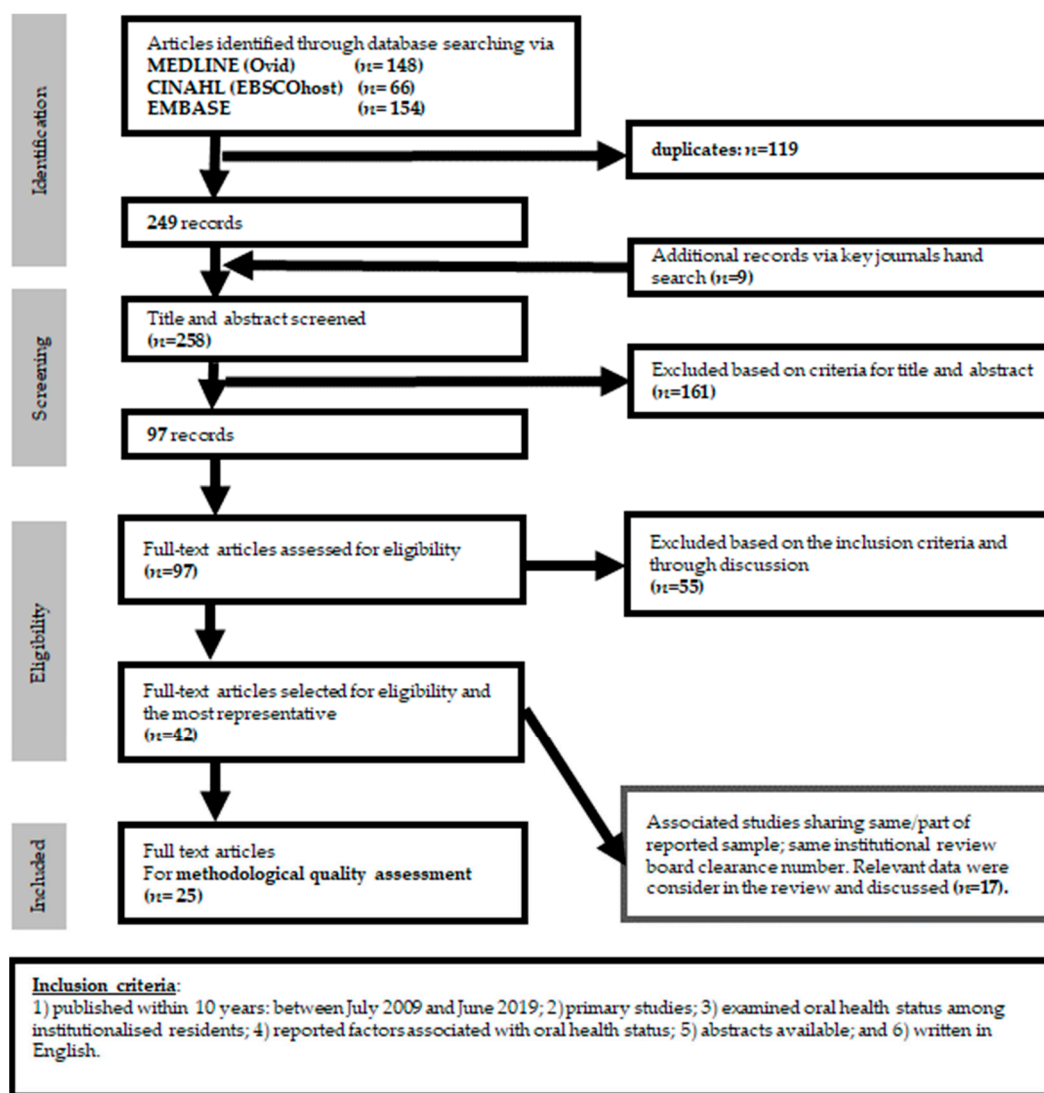 Identification
Articles identified through database searching via
MEDLINE (Ovid) (n= 148)
CINAHL (EBSCOhost) (n= 66)
EMBASE (n= 154)
duplicates: n=119
249 records
Additional records via key journals hand
search (n=9)
Screening
Title and abstract screened
(n=258)
Excluded based on criteria for title and abstract
(n=161)
97 records
Eligibility
Full-text articles assessed for eligibility
(n=97)
Excluded based on the inclusion criteria and
through discussion
(n=55)
Full-text articles selected for eligibility and
the most representative
(n=42)
Included
Full text articles
For methodological quality assessment
(n= 25)
Associated studies sharing same/part of
reported sample; same institutional review
board clearance number. Relevant data were
consider in the review and discussed (n=17).
Inclusion criteria:
1) published within 10 years: between July 2009 and June 2019; 2) primary studies; 3) examined oral health status among
institutionalised residents; 4) reported factors associated with oral health status; 5) abstracts available; and 6) written in
English.